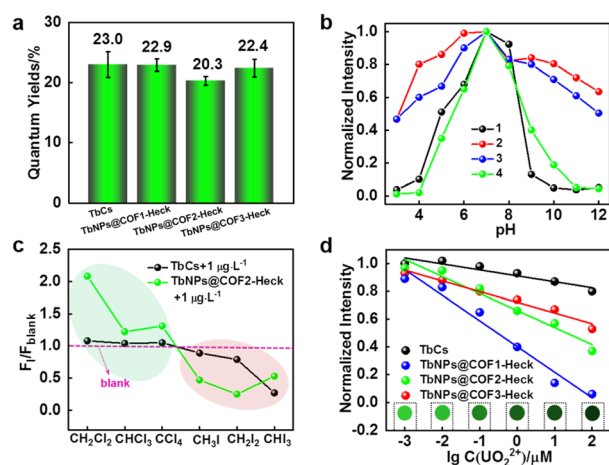 a
Quantum Yields/%
30
25
20
15
10
5
0
23.0
22.9
20.3
22.4
TbCs
TbNPs@COF1-Heck
TbNPs@COF2-Heck
TbNPs@COF3-Heck
b
Normalized Intensity
1.0
0.8
0.6
0.4
0.2
0.0
1
2
3
4
4 6 8 10 12
pH
c
F_I/F_blank
2.5
2.0
1.5
1.0
0.5
0.0
TbCs+1 μg·L⁻¹
TbNPs@COF2-Heck
+1 μg·L⁻¹
blank
CH₂Cl₂ CHCl₃ CCl₄ CH₃I CH₂I₂ CHI₃
d
Normalized Intensity
1.0
0.8
0.6
0.4
0.2
0.0
TbCs
TbNPs@COF1-Heck
TbNPs@COF2-Heck
TbNPs@COF3-Heck
-3 -2 -1 0 1 2
lg C(UO₂²⁺)/μM